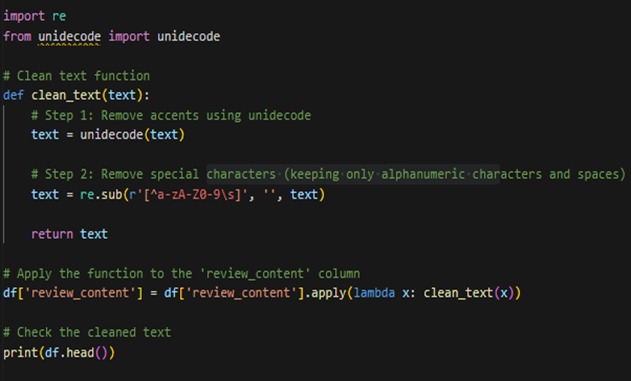 import re
from unidecode import unidecode
# Clean text function
def clean_text(text):
# Step 1: Remove accents using unidecode
text = unidecode(text)
# Step 2: Remove special characters (keeping only alphanumeric characters and spaces)
text = re.sub(r'[^a-zA-Z0-9\s]', '', text)
return text
# Apply the function to the 'review_content' column
df['review_content'] = df['review_content'].apply(lambda x: clean_text(x))
# Check the cleaned text
print(df.head())